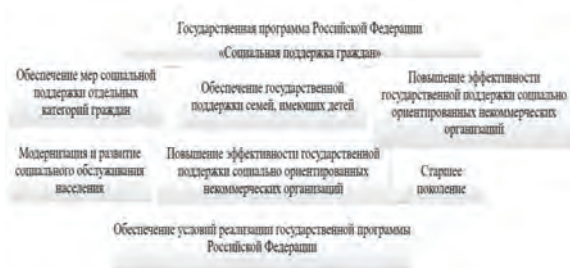 Государственная программа Российской Федерации
«Социальная поддержка граждан»
Обеспечение мер социальной
поддержки отдельных
категорий граждан
Обеспечение государственной
поддержки семей, имеющих детей
Повышение эффективности
государственной поддержки социально
ориентированных некоммерческих
организаций
Модернизация и развитие
социального обслуживания
населения
Повышение эффективности государственной
поддержки социально ориентированных
некоммерческих организаций
Старшее
поколение
Обеспечение условий реализации государственной программы
Российской Федерации